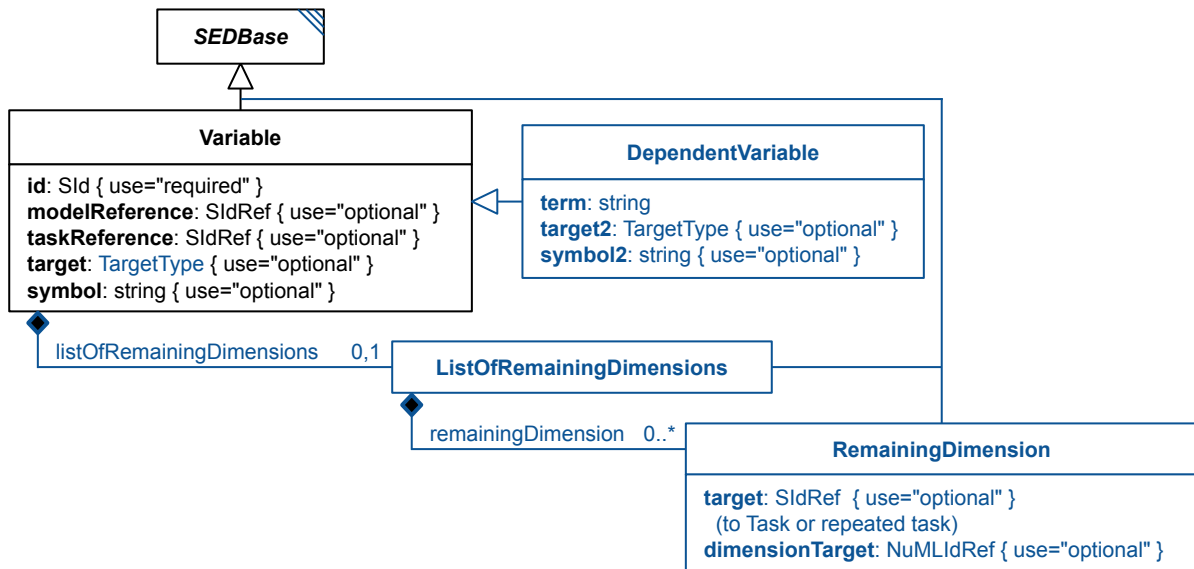 SEDBase
Variable
id: SId { use="required" }
modelReference: SIdRef { use="optional" }
taskReference: SIdRef { use="optional" }
target: TargetType { use="optional" }
symbol: string { use="optional" }
DependentVariable
term: string
target2: TargetType { use="optional" }
symbol2: string { use="optional" }
listOfRemainingDimensions 0,1
ListOfRemainingDimensions
remainingDimension 0..*
RemainingDimension
target: SIdRef { use="optional" }
(to Task or repeated task)
dimensionTarget: NuMLIdRef { use="optional" }